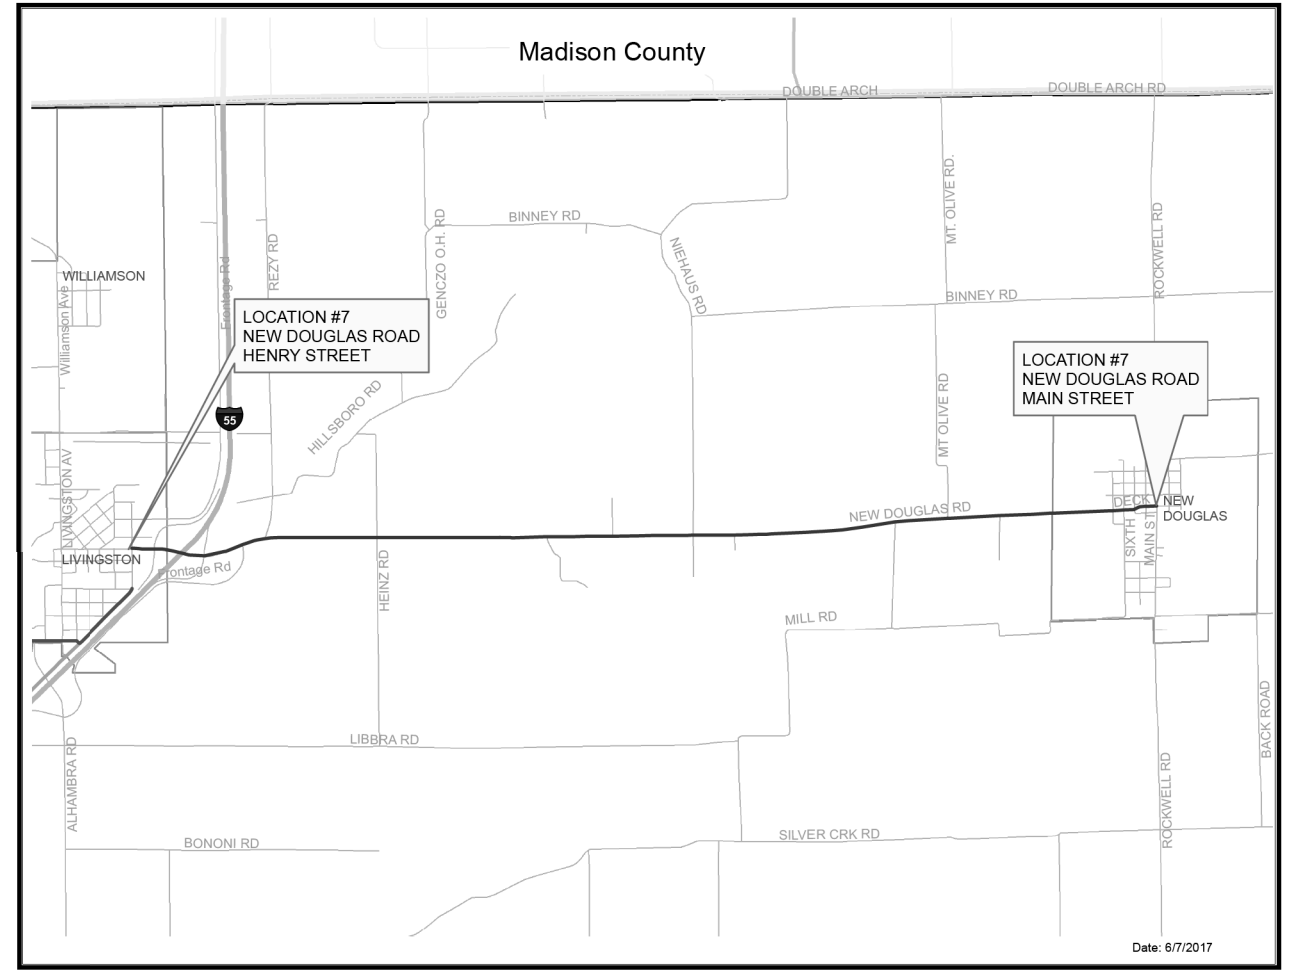 Madison County
DOUBLE ARCH
DOUBLE ARCH RD
MT. OLIVE RD.
BINNEY RD
GENCZO O.H. RD
ROCKWELL RD
REZY RD
NIEHAUS RD
WILLIAMSON
Frontage Rd
Williamson Ave
BINNEY RD
LOCATION #7
NEW DOUGLAS ROAD
HENRY STREET
LOCATION #7
NEW DOUGLAS ROAD
MAIN STREET
HILLSBORO RD
MT OLIVE RD
55
LIVINGSTON AV
DECK
NEW
DOUGLAS
NEW DOUGLAS RD
SIXTH
MAIN ST
LIVINGSTON
Frontage Rd
HEINZ RD
MILL RD
BACK ROAD
LIBBRA RD
ALHAMBRA RD
ROCKWELL RD
SILVER CRK RD
BONONI RD
Date: 6/7/2017